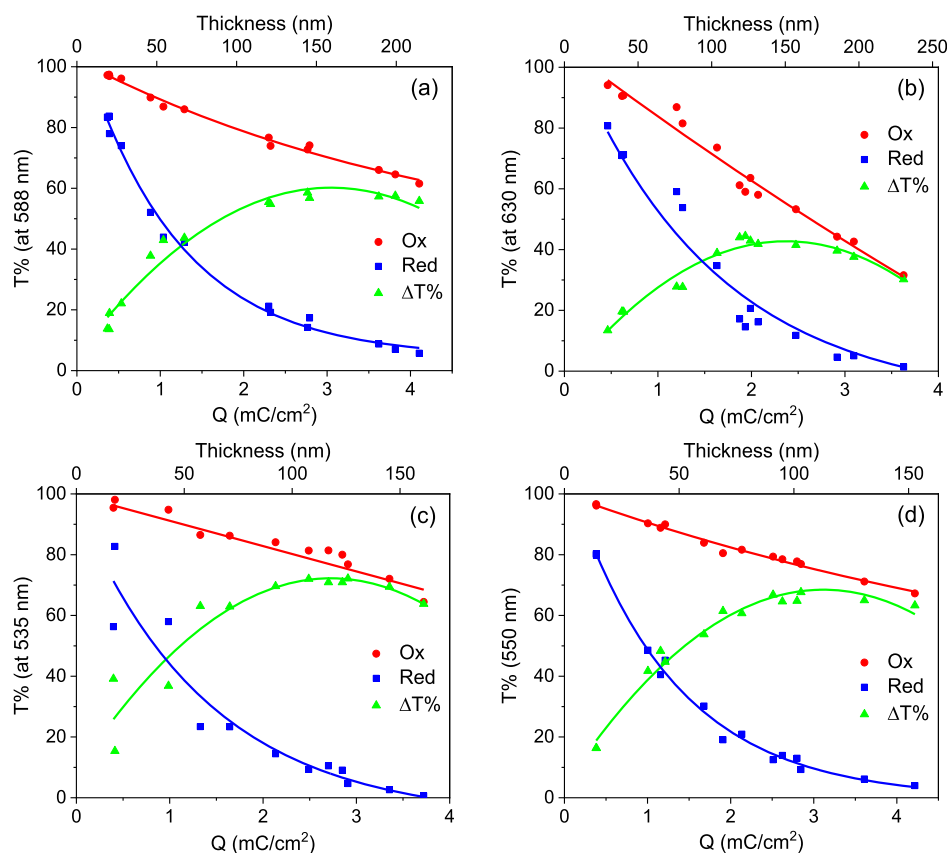 Thickness (nm)
0 50 100 150 200
100
80
60
40
20
0
T% (at 588 nm)
(a)
Ox
Red
ΔT%
0 1 2 3 4
Q (mC/cm²)
Thickness (nm)
0 50 100 150 200 250
100
80
60
40
20
0
T% (at 630 nm)
(b)
Ox
Red
ΔT%
0 1 2 3 4
Q (mC/cm²)
Thickness (nm)
0 50 100 150
100
80
60
40
20
0
T% (at 535 nm)
(c)
Ox
Red
ΔT%
0 1 2 3 4
Q (mC/cm²)
Thickness (nm)
0 50 100 150
100
80
60
40
20
0
T% (550 nm)
(d)
Ox
Red
ΔT%
0 1 2 3 4
Q (mC/cm²)